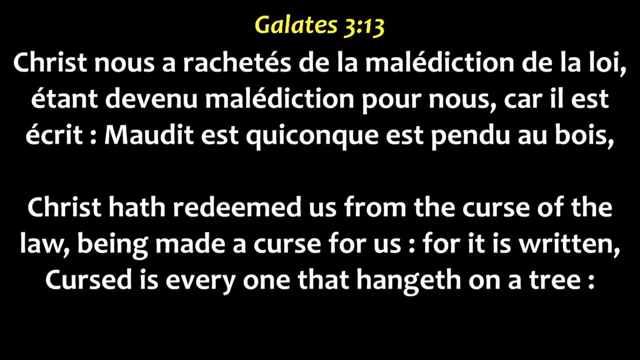 Galates 3:13
Christ nous a rachetés de la malédiction de la loi,
étant devenu malédiction pour nous, car il est
écrit : Maudit est quiconque est pendu au bois,
Christ hath redeemed us from the curse of the
law, being made a curse for us : for it is written,
Cursed is every one that hangeth on a tree :